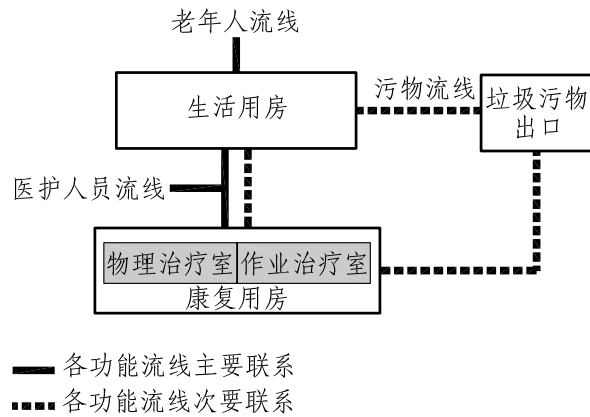 老年人流线
生活用房
污物流线
垃圾污物
出口
医护人员流线
物理治疗室
作业治疗室
康复用房
各功能流线主要联系
各功能流线次要联系